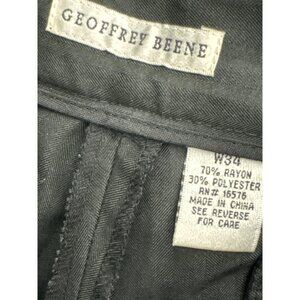 GEOFFREY BEENE
W34
70% RAYON
30% POLYESTER
RN# 16576
MADE IN CHINA
SEE REVERSE
FOR CARE